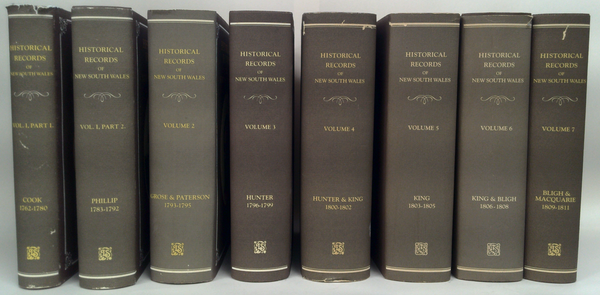 HISTORICAL
RECORDS
OF
NEW SOUTH WALES
VOL. I, PART 1.
COOK
1762-1780
HISTORICAL
RECORDS
OF
NEW SOUTH WALES
VOL. I, PART 2.
PHILLIP
1783-1792
HISTORICAL
RECORDS
OF
NEW SOUTH WALES
VOLUME 2
GROSE & PATERSON
1793-1795
HISTORICAL
RECORDS
OF
NEW SOUTH WALES
VOLUME 3
HUNTER
1796-1799
HISTORICAL
RECORDS
OF
NEW SOUTH WALES
VOLUME 4
HUNTER & KING
1800-1802
HISTORICAL
RECORDS
OF
NEW SOUTH WALES
VOLUME 5
KING
1803-1805
HISTORICAL
RECORDS
OF
NEW SOUTH WALES
VOLUME 6
KING & BLIGH
1806-1808
HISTORICAL
RECORDS
OF
NEW SOUTH WALES
VOLUME 7
BLIGH &
MACQUARIE
1809-1811